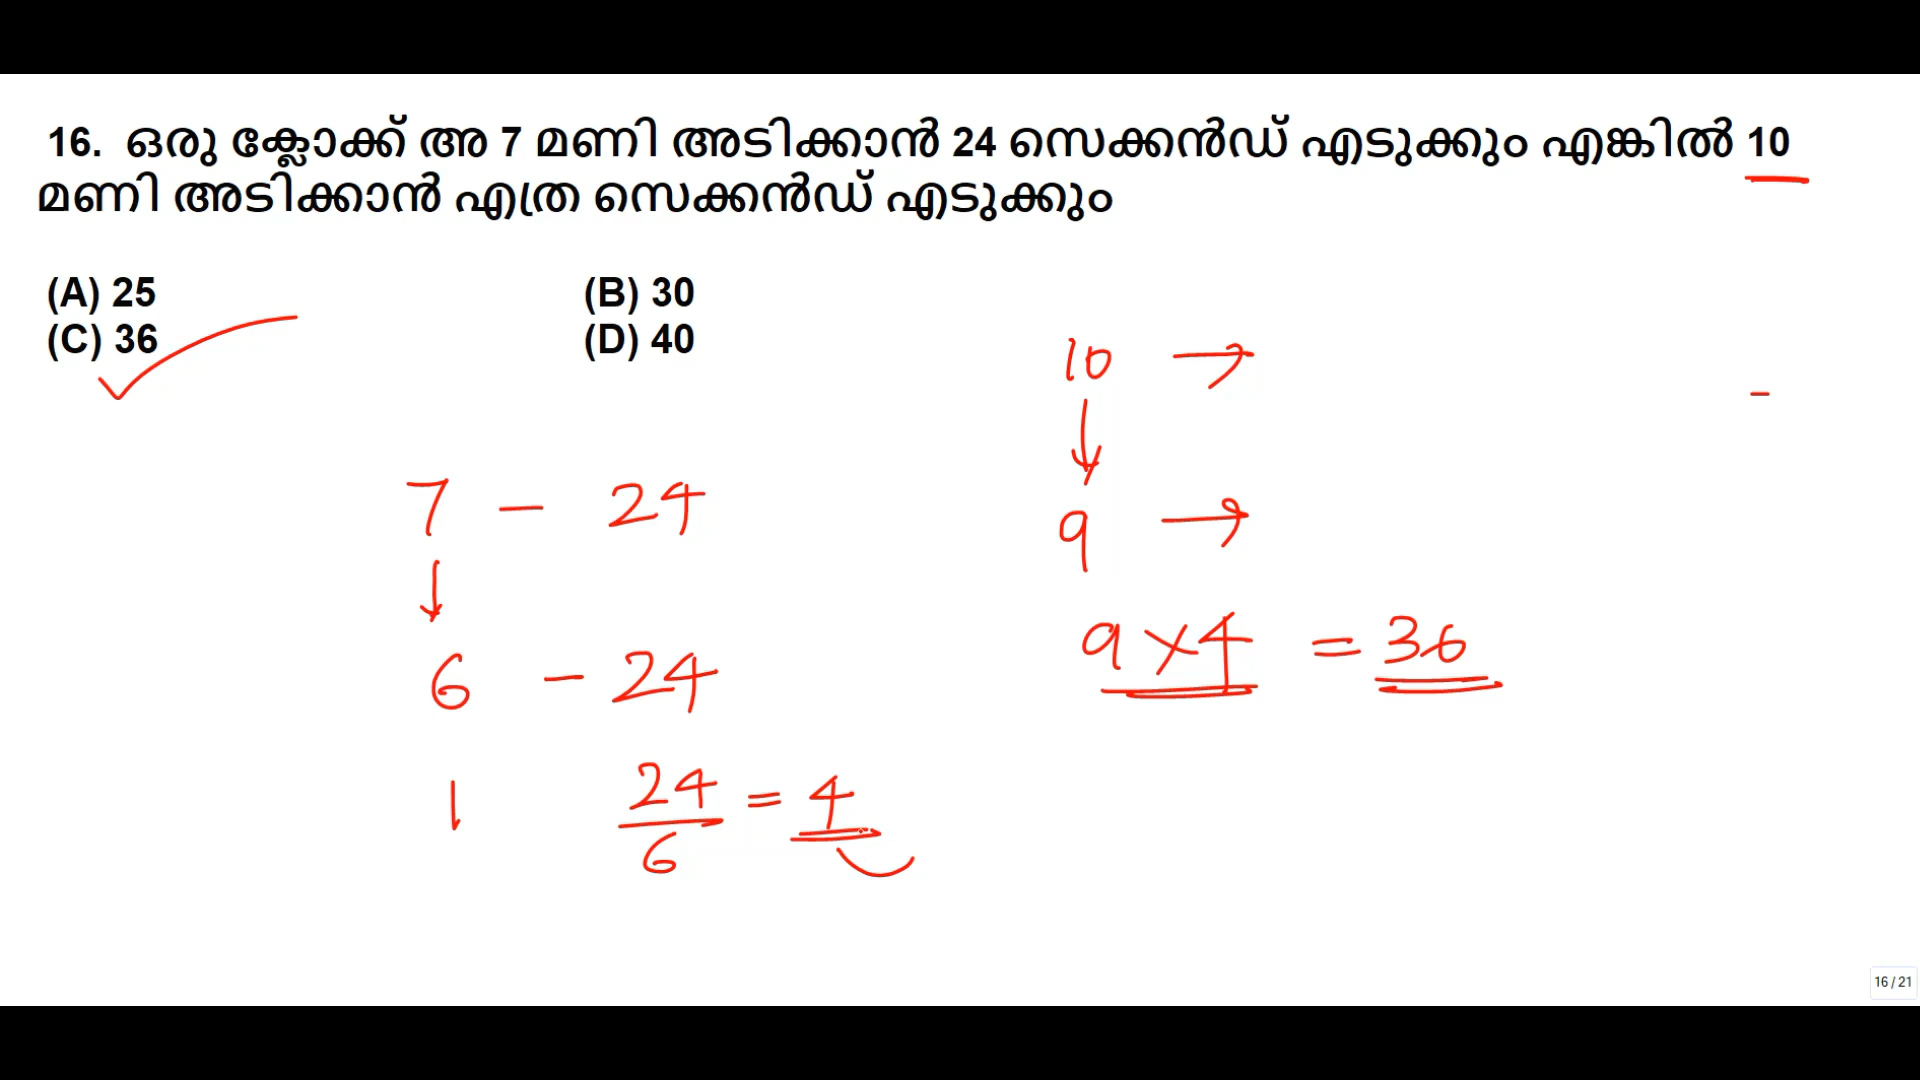 16. ഒരു ക്ലോക്ക് അ 7 മണി അടിക്കാൻ 24 സെക്കൻഡ് എടുക്കും എങ്കിൽ 10
മണി അടിക്കാൻ എത്ര സെക്കൻഡ് എടുക്കും
(A) 25 (B) 30
(C) 36 (D) 40
10 →
↓
9 →
9 × 4 = 36
7 - 24
↓
6 - 24
1 24/6 = 4
16 / 21